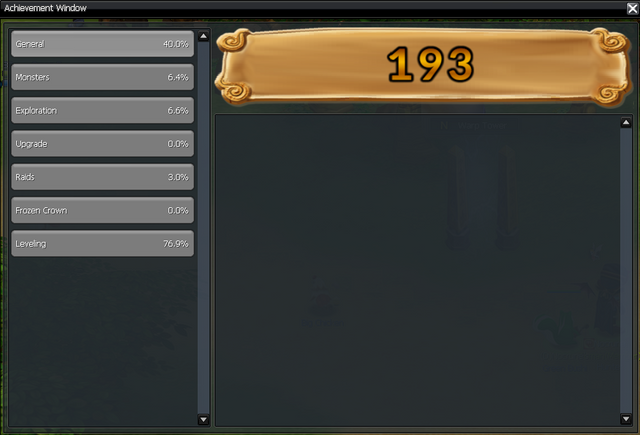 Achievement Window
General 40.0%
Monsters 6.4%
Exploration 6.6%
Upgrade 0.0%
Raids 3.0%
Frozen Crown 0.0%
Leveling 76.9%
193